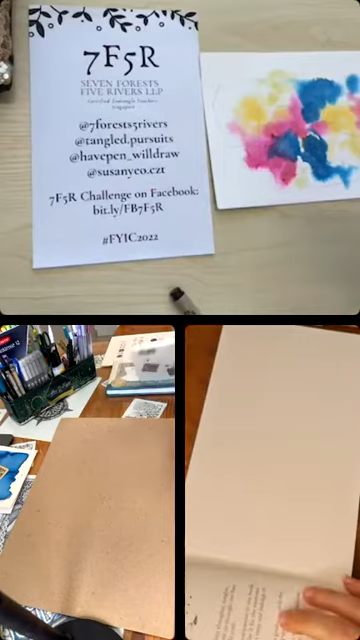 7F5R
SEVEN FORESTS
FIVE RIVERS LLP
Certified Zentangle Teachers
Singapore
@7forests5rivers
@tangled.pursuits
@havepen_willdraw
@susanyeo.czt
7F5R Challenge on Facebook:
bit.ly/FB7F5R
#FYIC2022